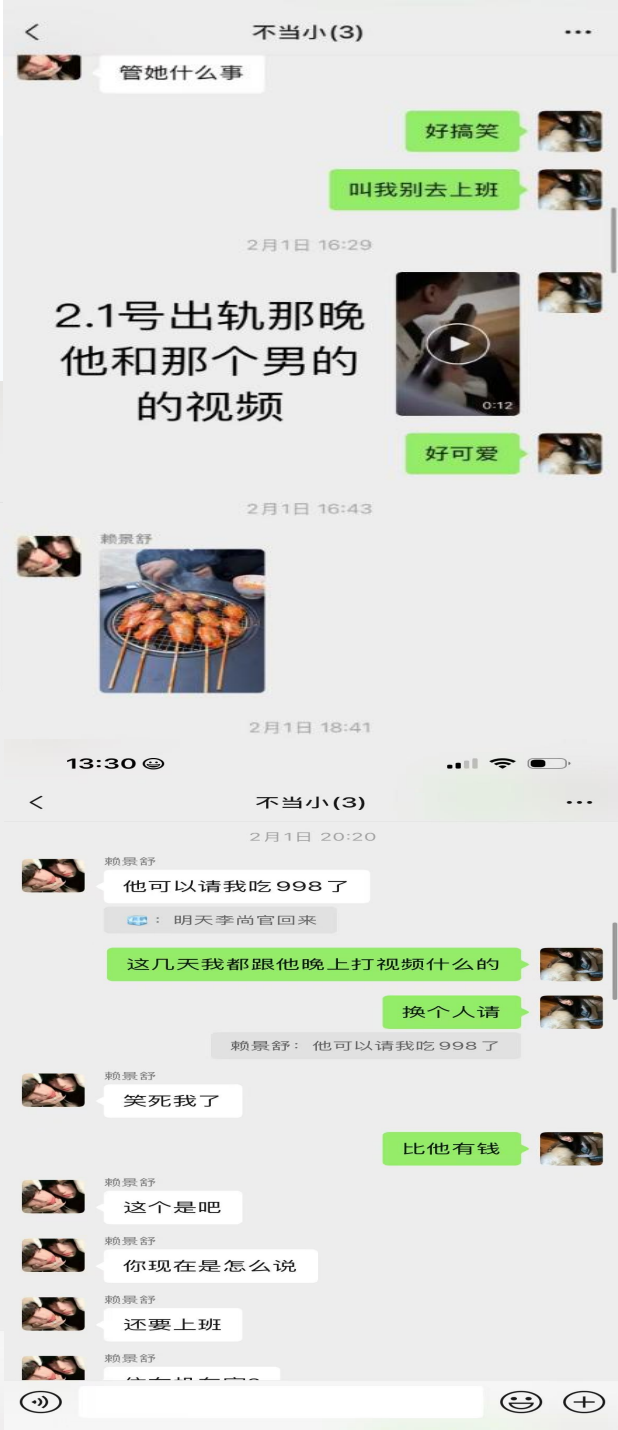 不当小(3)
管她什么事
好搞笑
叫我别去上班
2月1日 16:29
2.1号出轨那晚
他和那个男的
的视频
0:12
好可爱
2月1日 16:43
赖景舒
2月1日 18:41
13:30
不当小(3)
2月1日 20:20
赖景舒
他可以请我吃998了
：明天李尚官回来
这几天我都跟他晚上打视频什么的
换个人请
赖景舒：他可以请我吃998了
赖景舒
笑死我了
比他有钱
赖景舒
这个是吧
赖景舒
你现在是怎么说
赖景舒
还要上班
赖景舒